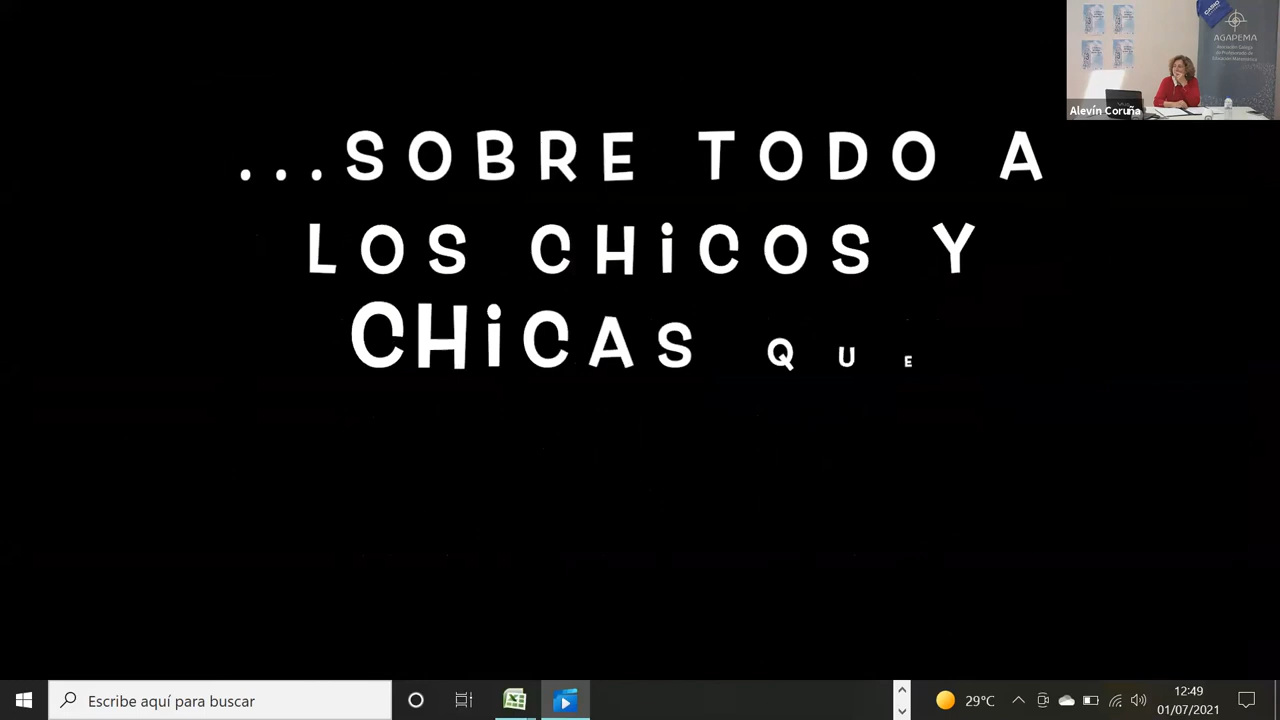 CASIO
AGAPEMA
Alevín Coruña
...SOBRE TODO A
LOS CHiCOS Y
CHiCAS QUE
Escribe aquí para buscar
29°C
12:49
01/07/2021